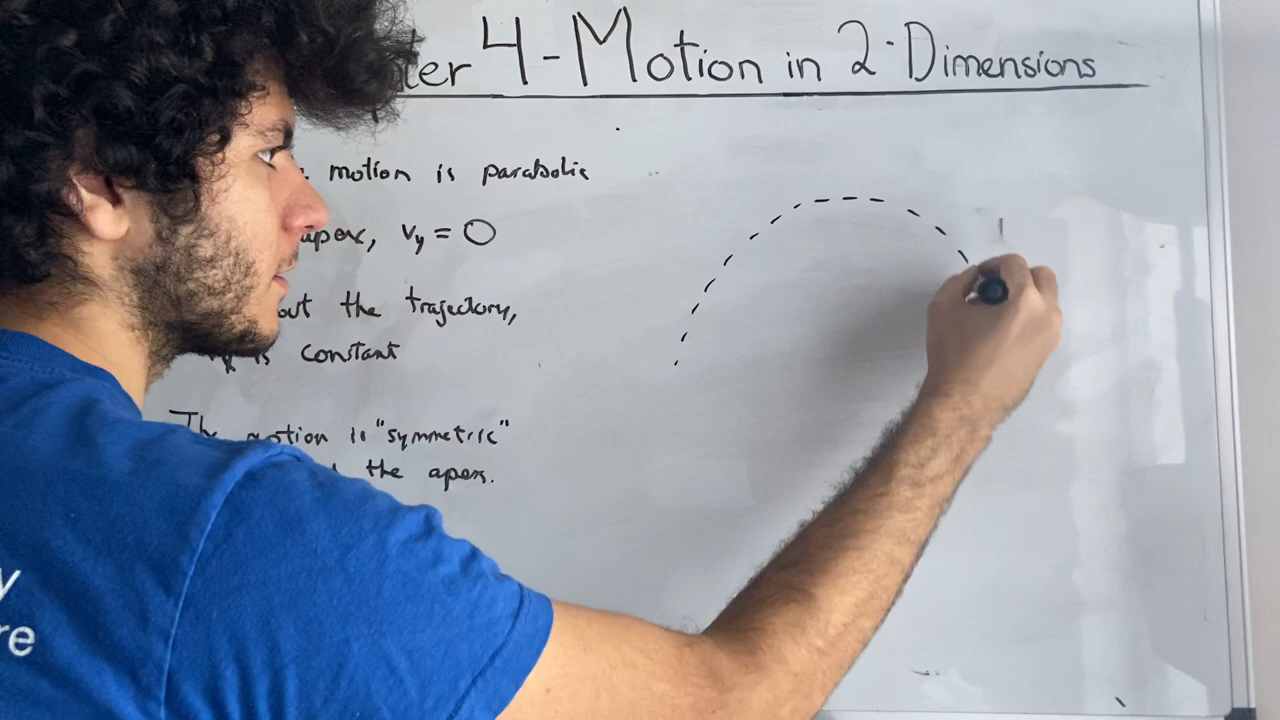 ter 4-Motion in 2-Dimensions
motion is parabolic
apex, vy = 0
out the trajectory,
is constant
The motion is "symmetric"
the apex.
y
re